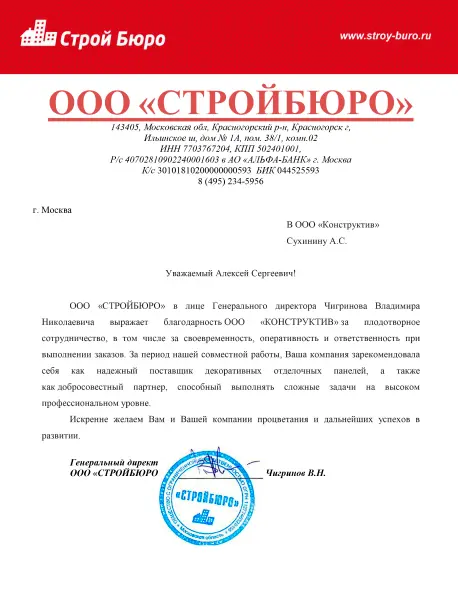 Строй Бюро
www.stroy-buro.ru
ООО «СТРОЙБЮРО»
143405, Московская обл, Красногорский р-н, Красногорск г,
Ильинское ш, дом № 1А, пом. 38/1, комн.02
ИНН 7703767204, КПП 502401001,
Р/с 40702810902240001603 в АО «АЛЬФА-БАНК» г. Москва
К/с 30101810200000000593 БИК 044525593
8 (495) 234-5956
г. Москва
В ООО «Конструктив»
Сухинину А.С.
Уважаемый Алексей Сергеевич!
ООО «СТРОЙБЮРО» в лице Генерального директора Чигринова Владимира
Николаевича выражает благодарность ООО «КОНСТРУКТИВ» за плодотворное
сотрудничество, в том числе за своевременность, оперативность и ответственность при
выполнении заказов. За период нашей совместной работы, Ваша компания зарекомендовала
себя как надежный поставщик декоративных отделочных панелей, а также
как добросовестный партнер, способный выполнять сложные задачи на высоком
профессиональном уровне.
Искренне желаем Вам и Вашей компании процветания и дальнейших успехов в
развитии.
Генеральный директ
ООО «СТРОЙБЮРО Чигринов В.Н.
«СТРОЙБЮРО»
Московская область